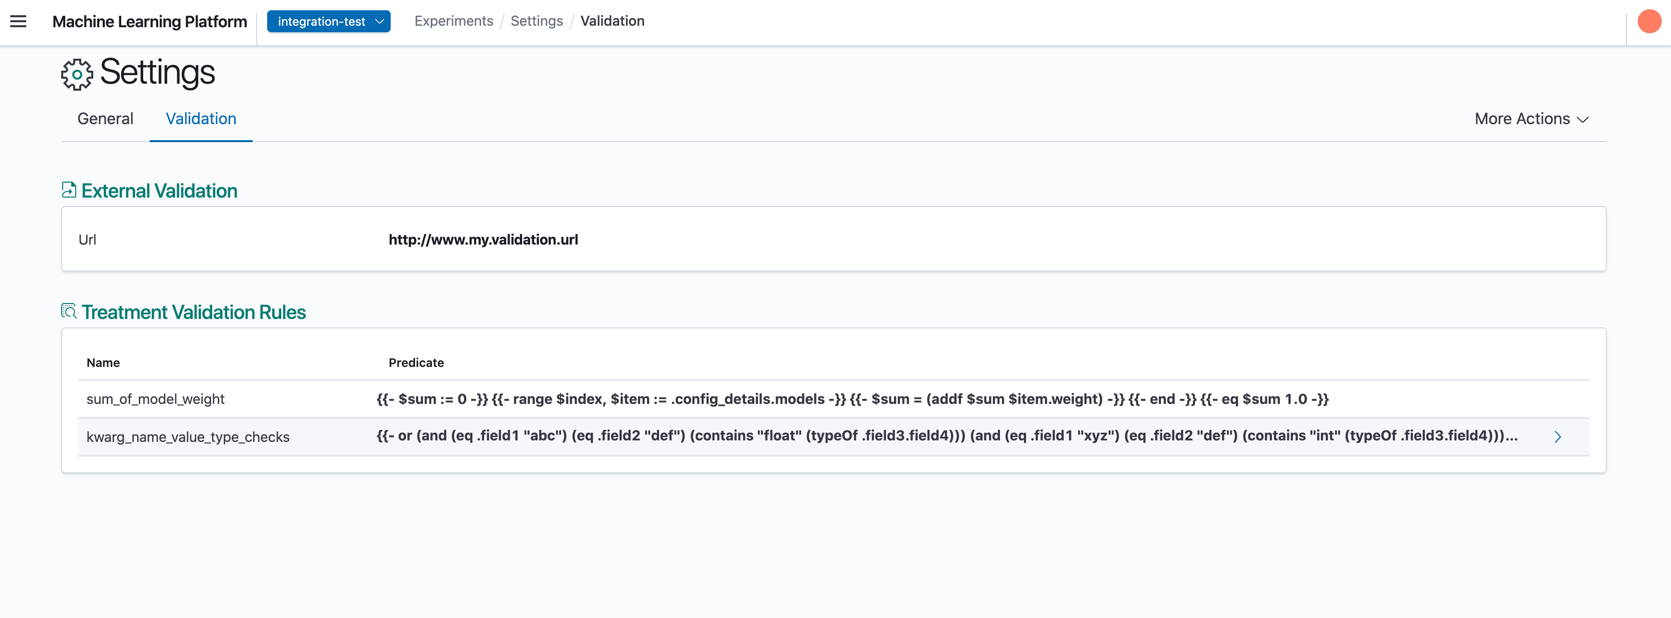 Machine Learning Platform integration-test Experiments / Settings / Validation
Settings
General Validation More Actions
External Validation
Url http://www.my.validation.url
Treatment Validation Rules
Name Predicate
sum_of_model_weight {{- $sum := 0 -}} {{- range $index, $item := .config_details.models -}} {{- $sum = (addf $sum $item.weight) -}} {{- end -}} {{- eq $sum 1.0 -}}
kwarg_name_value_type_checks {{- or (and (eq .field1 "abc") (eq .field2 "def") (contains "float" (typeOf .field3.field4))) (and (eq .field1 "xyz") (eq .field2 "def") (contains "int" (typeOf .field3.field4)))...